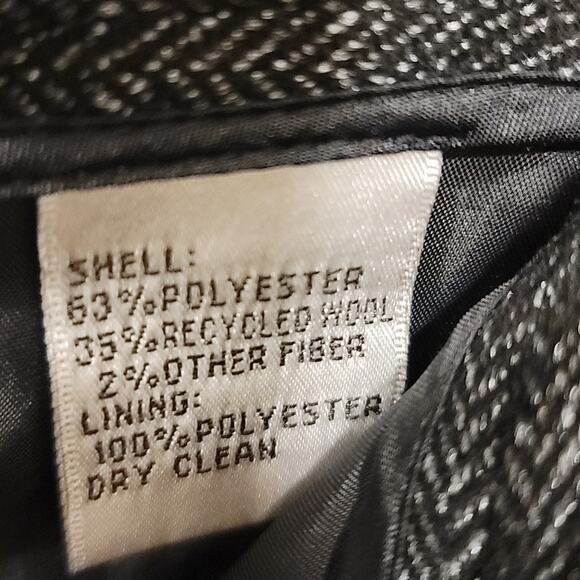 SHELL:
63%POLYESTER
35%RECYCLED WOOL
2%OTHER FIBER
LINING:
100%POLYESTER
DRY CLEAN